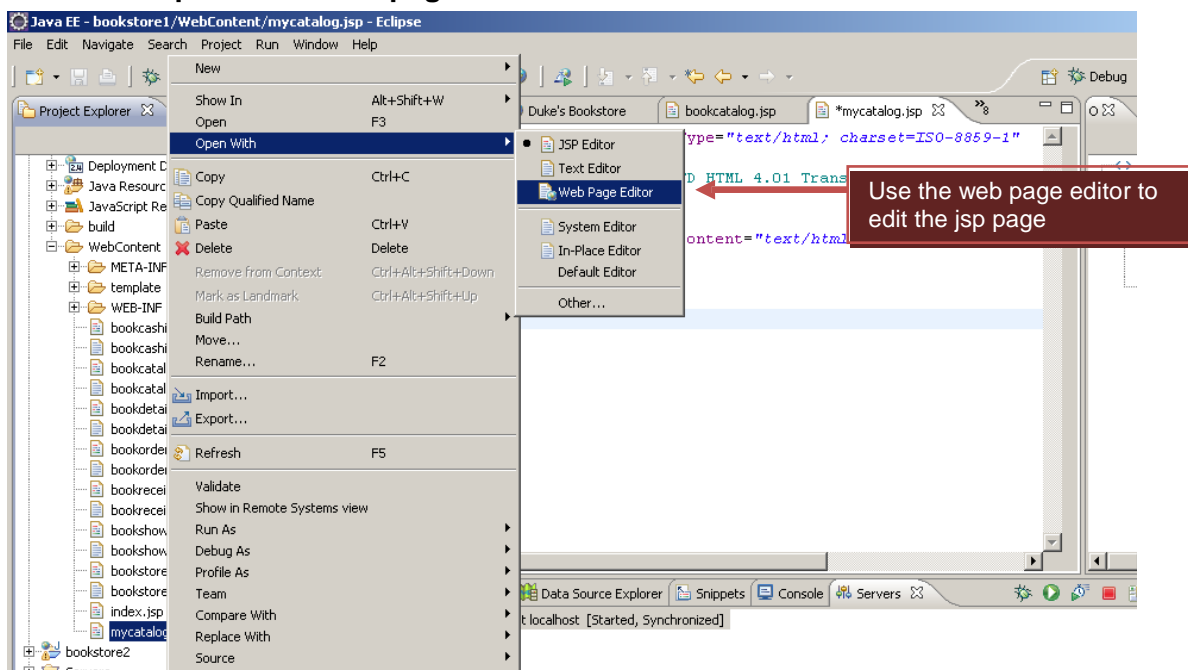 Java EE - bookstore1/WebContent/mycatalog.jsp - Eclipse
File Edit Navigate Search Project Run Window Help
Debug
Project Explorer
Deployment D
Java Resourc
JavaScript Re
build
WebContent
META-INF
template
WEB-INF
bookcashi
bookcashi
bookcatal
bookcatal
bookdetai
bookdetai
bookorder
bookorder
bookrecei
bookrecei
bookshow
bookshow
bookstore
bookstore
index.jsp
mycatalog
bookstore2
New
Show In Alt+Shift+W
Open F3
Open With
Copy Ctrl+C
Copy Qualified Name
Paste Ctrl+V
Delete Delete
Remove from Context Ctrl+Alt+Shift+Down
Mark as Landmark Ctrl+Alt+Shift+Up
Build Path
Move...
Rename... F2
Import...
Export...
Refresh F5
Validate
Show in Remote Systems view
Run As
Debug As
Profile As
Team
Compare With
Replace With
Source
JSP Editor
Text Editor
Web Page Editor
System Editor
In-Place Editor
Default Editor
Other...
Duke's Bookstore bookcatalog.jsp *mycatalog.jsp 8
ype="text/html; charset=ISO-8859-1"
D HTML 4.01 Trans
ontent="text/html
Use the web page editor to
edit the jsp page
Data Source Explorer Snippets Console Servers
t localhost [Started, Synchronized]